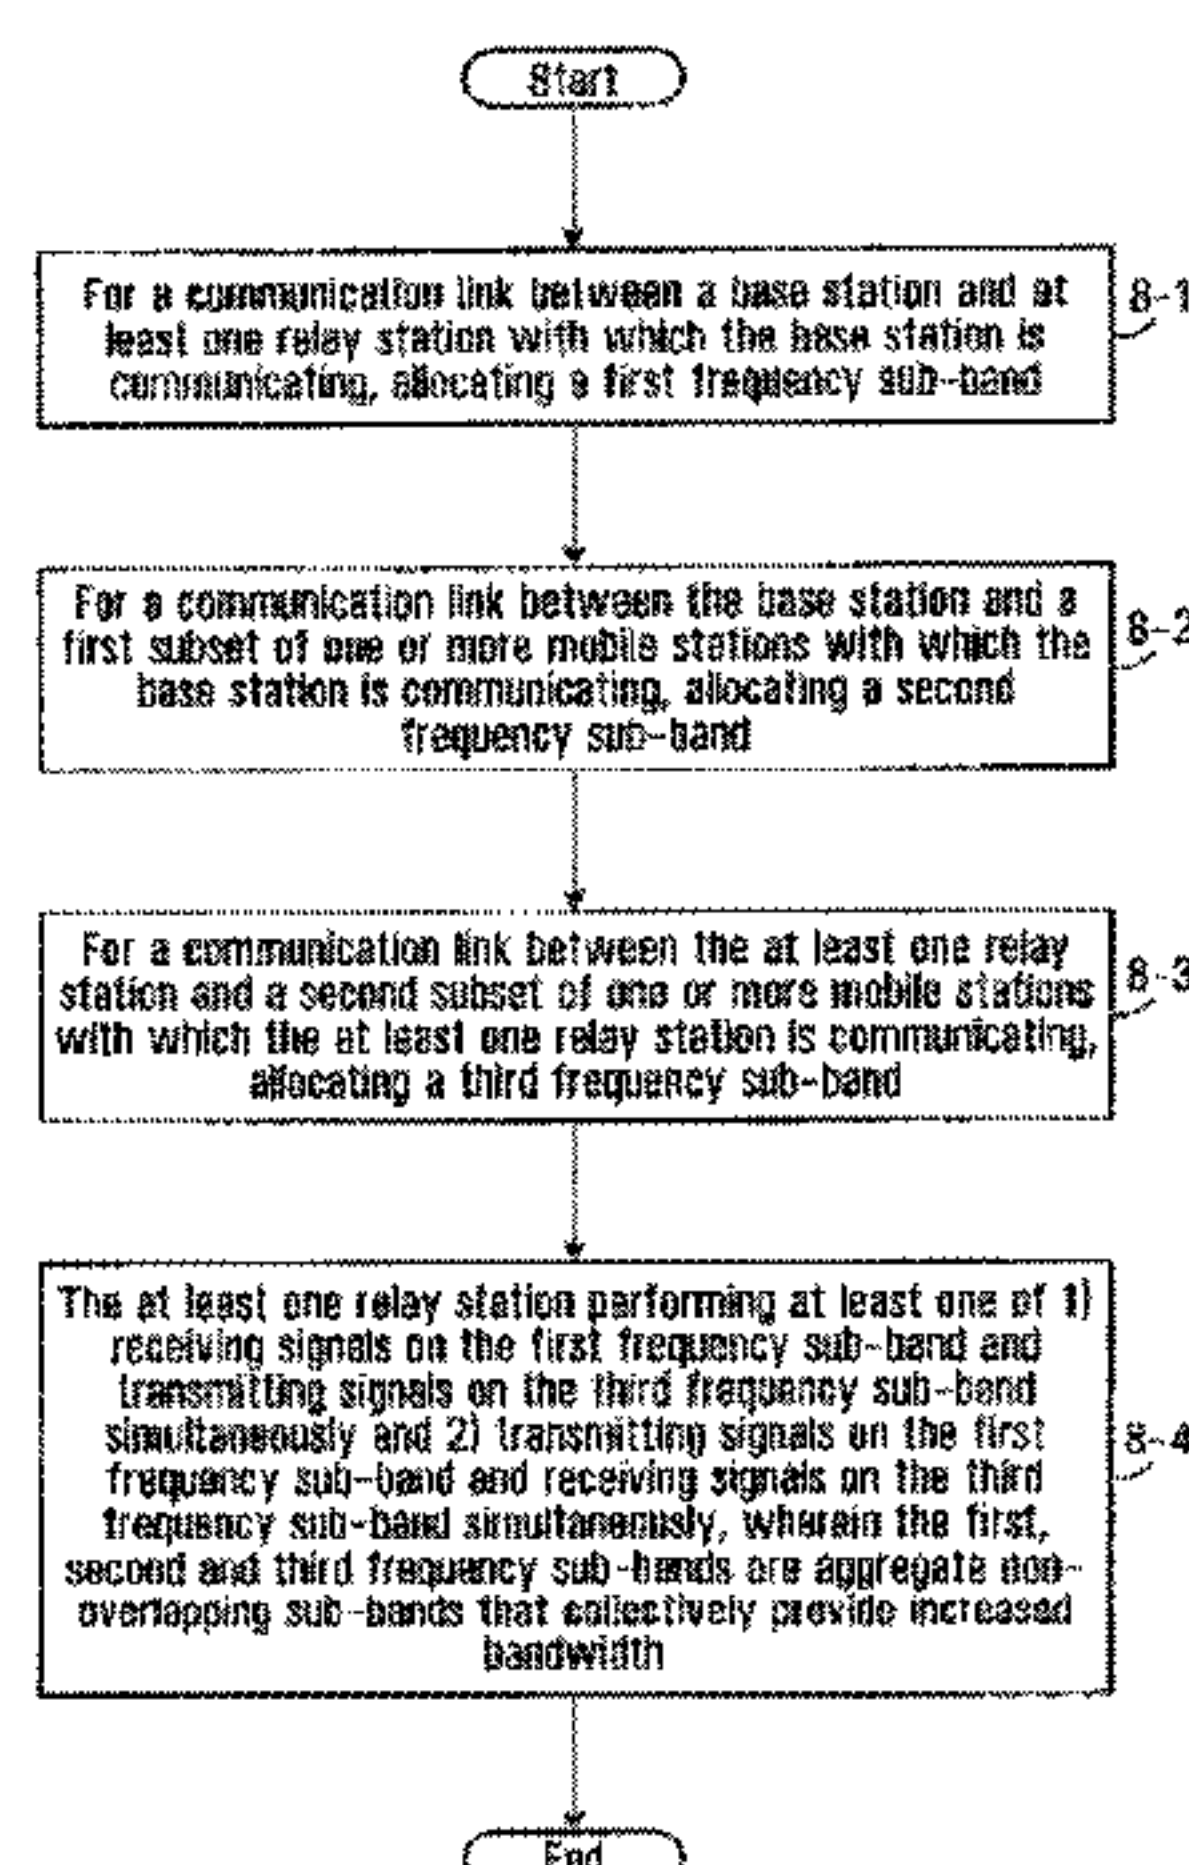 Start
For a communication link between a base station and at
least one relay station with which the base station is
communicating, allocating a first frequency sub-band
8-1
For a communication link between the base station and a
first subset of one or more mobile stations with which the
base station is communicating, allocating a second
frequency sub-band
8-2
For a communication link between the at least one relay
station and a second subset of one or more mobile stations
with which the at least one relay station is communicating,
allocating a third frequency sub-band
8-3
The at least one relay station performing at least one of 1)
receiving signals on the first frequency sub-band and
transmitting signals on the third frequency sub-band
simultaneously and 2) transmitting signals on the first
frequency sub-band and receiving signals on the third
frequency sub-band simultaneously, wherein the first,
second and third frequency sub-bands are aggregate non-
overlapping sub-bands that collectively provide increased
bandwidth
8-4
End